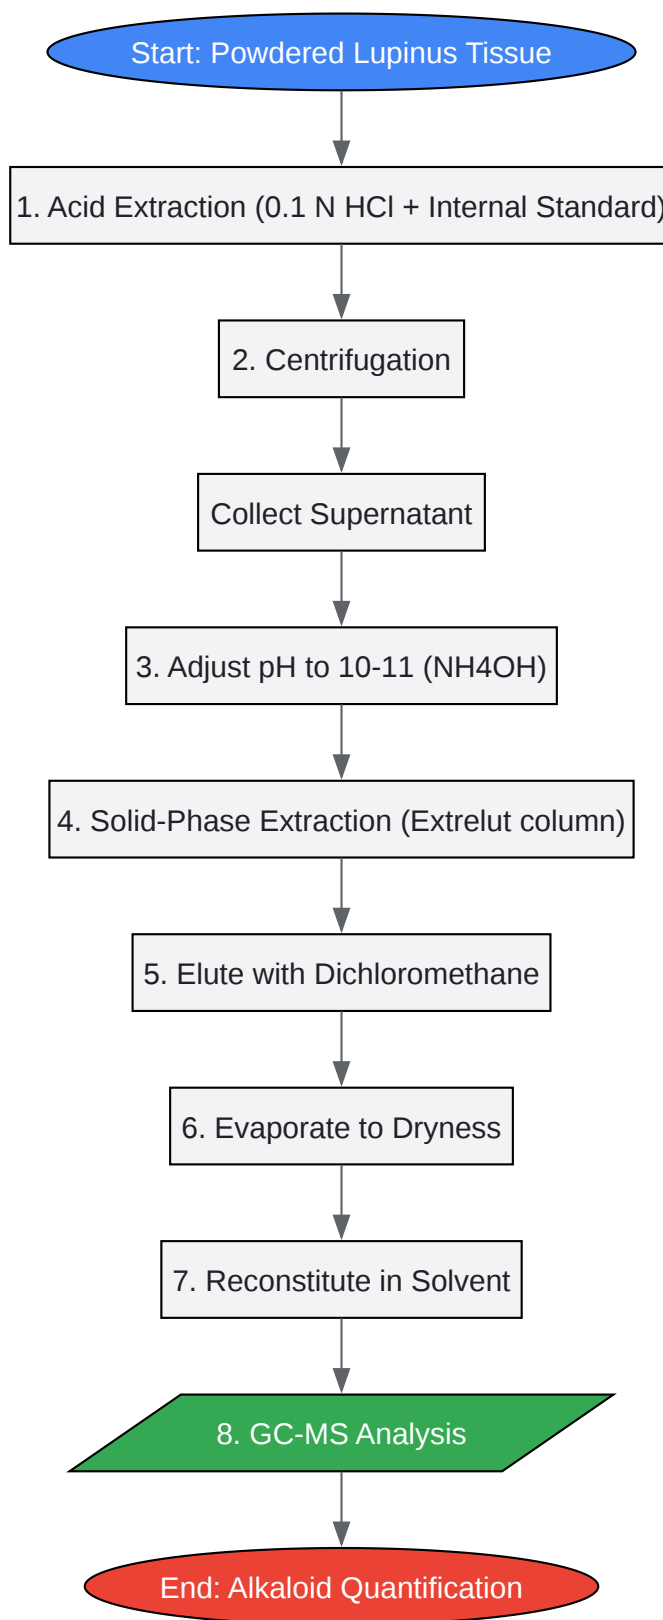 Start: Powdered Lupinus Tissue
1. Acid Extraction (0.1 N HCl + Internal Standard)
2. Centrifugation
Collect Supernatant
3. Adjust pH to 10-11 (NH4OH)
4. Solid-Phase Extraction (Extrelut column)
5. Elute with Dichloromethane
6. Evaporate to Dryness
7. Reconstitute in Solvent
8. GC-MS Analysis
End: Alkaloid Quantification